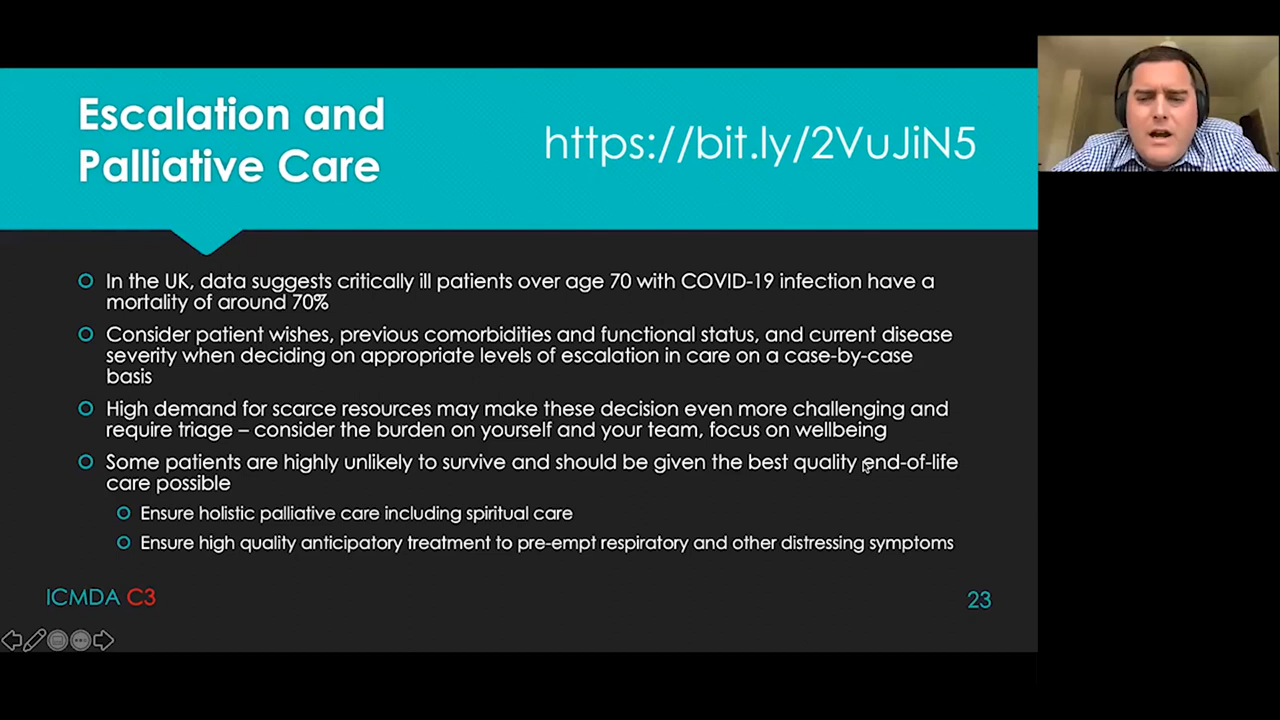 Escalation and
Palliative Care
https://bit.ly/2VuJiN5
In the UK, data suggests critically ill patients over age 70 with COVID-19 infection have a
mortality of around 70%
Consider patient wishes, previous comorbidities and functional status, and current disease
severity when deciding on appropriate levels of escalation in care on a case-by-case
basis
High demand for scarce resources may make these decision even more challenging and
require triage – consider the burden on yourself and your team, focus on wellbeing
Some patients are highly unlikely to survive and should be given the best quality end-of-life
care possible
Ensure holistic palliative care including spiritual care
Ensure high quality anticipatory treatment to pre-empt respiratory and other distressing symptoms
ICMDA C3
23